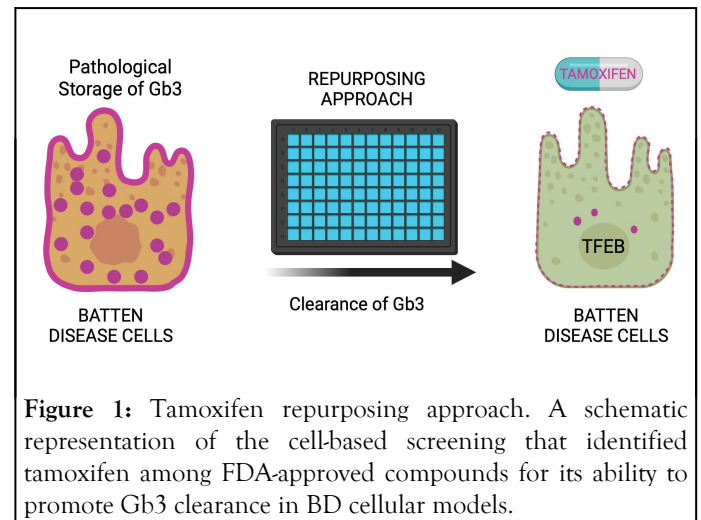 Pathological
Storage of Gb3
REPURPOSING
APPROACH
TAMOXIFEN
TFEB
Clearance of Gb3
BATTEN
DISEASE CELLS
BATTEN
DISEASE CELLS
Figure 1: Tamoxifen repurposing approach. A schematic
representation of the cell-based screening that identified
tamoxifen among FDA-approved compounds for its ability to
promote Gb3 clearance in BD cellular models.